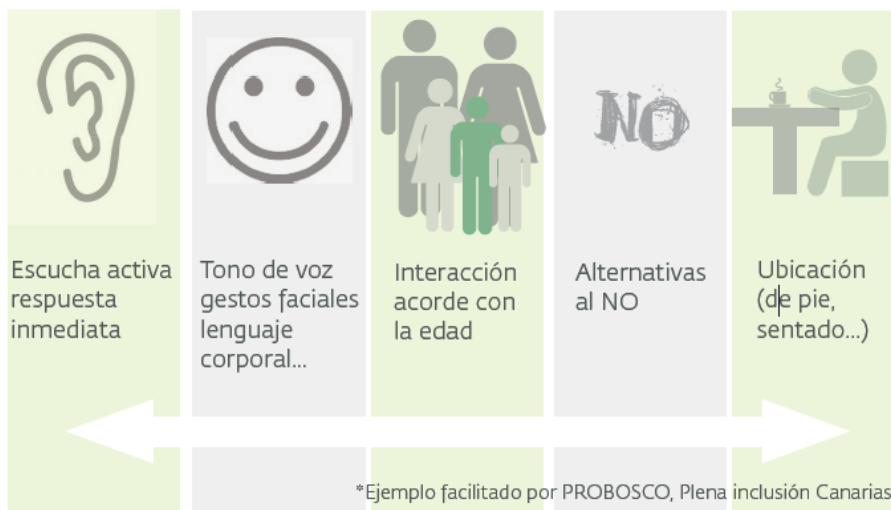 NO
Escucha activa
respuesta
inmediata
Tono de voz
gestos faciales
lenguaje
corporal...
Interacción
acorde con
la edad
Alternativas
al NO
Ubicación
(de pie,
sentado...)
*Ejemplo facilitado por PROBOSCO, Plena inclusión Canarias